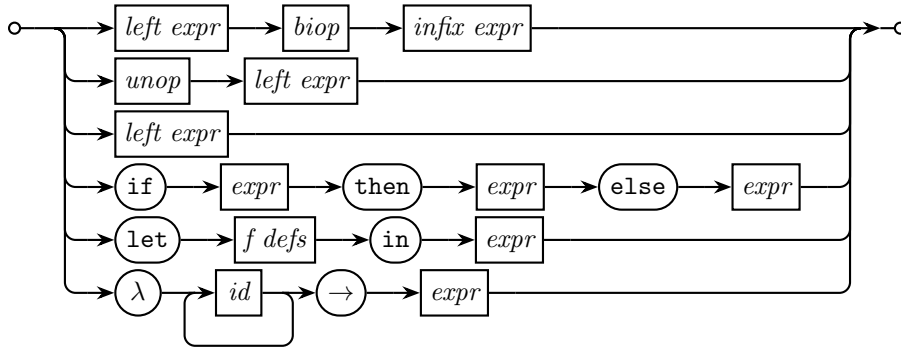 left expr biop infix expr
unop left expr
left expr
if expr then expr else expr
let f defs in expr
λ id → expr